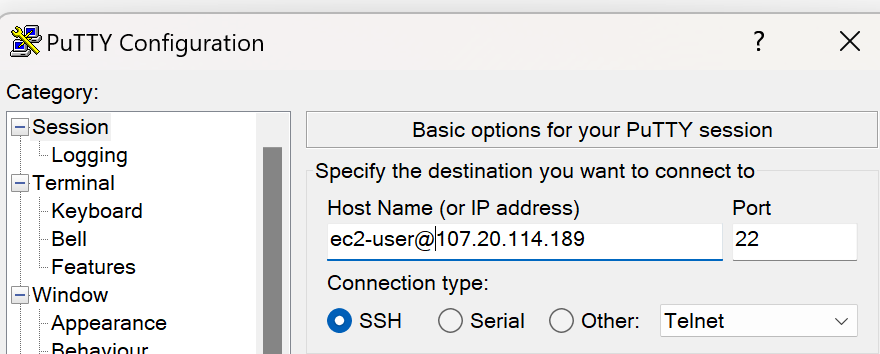 PuTTY Configuration
?
Category:
Session
Logging
Terminal
Keyboard
Bell
Features
Window
Appearance
Behaviour
Basic options for your PuTTY session
Specify the destination you want to connect to
Host Name (or IP address) Port
ec2-user@107.20.114.189 22
Connection type:
SSH Serial Other: Telnet